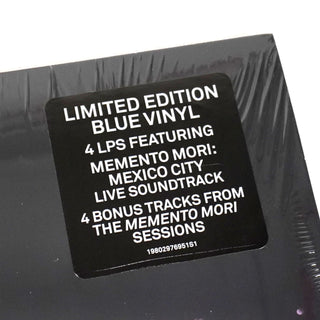 LIMITED EDITION
BLUE VINYL
4 LPS FEATURING
MEMENTO MORI:
MEXICO CITY
LIVE SOUNDTRACK
4 BONUS TRACKS FROM
THE MEMENTO MORI
SESSIONS
1980297695151